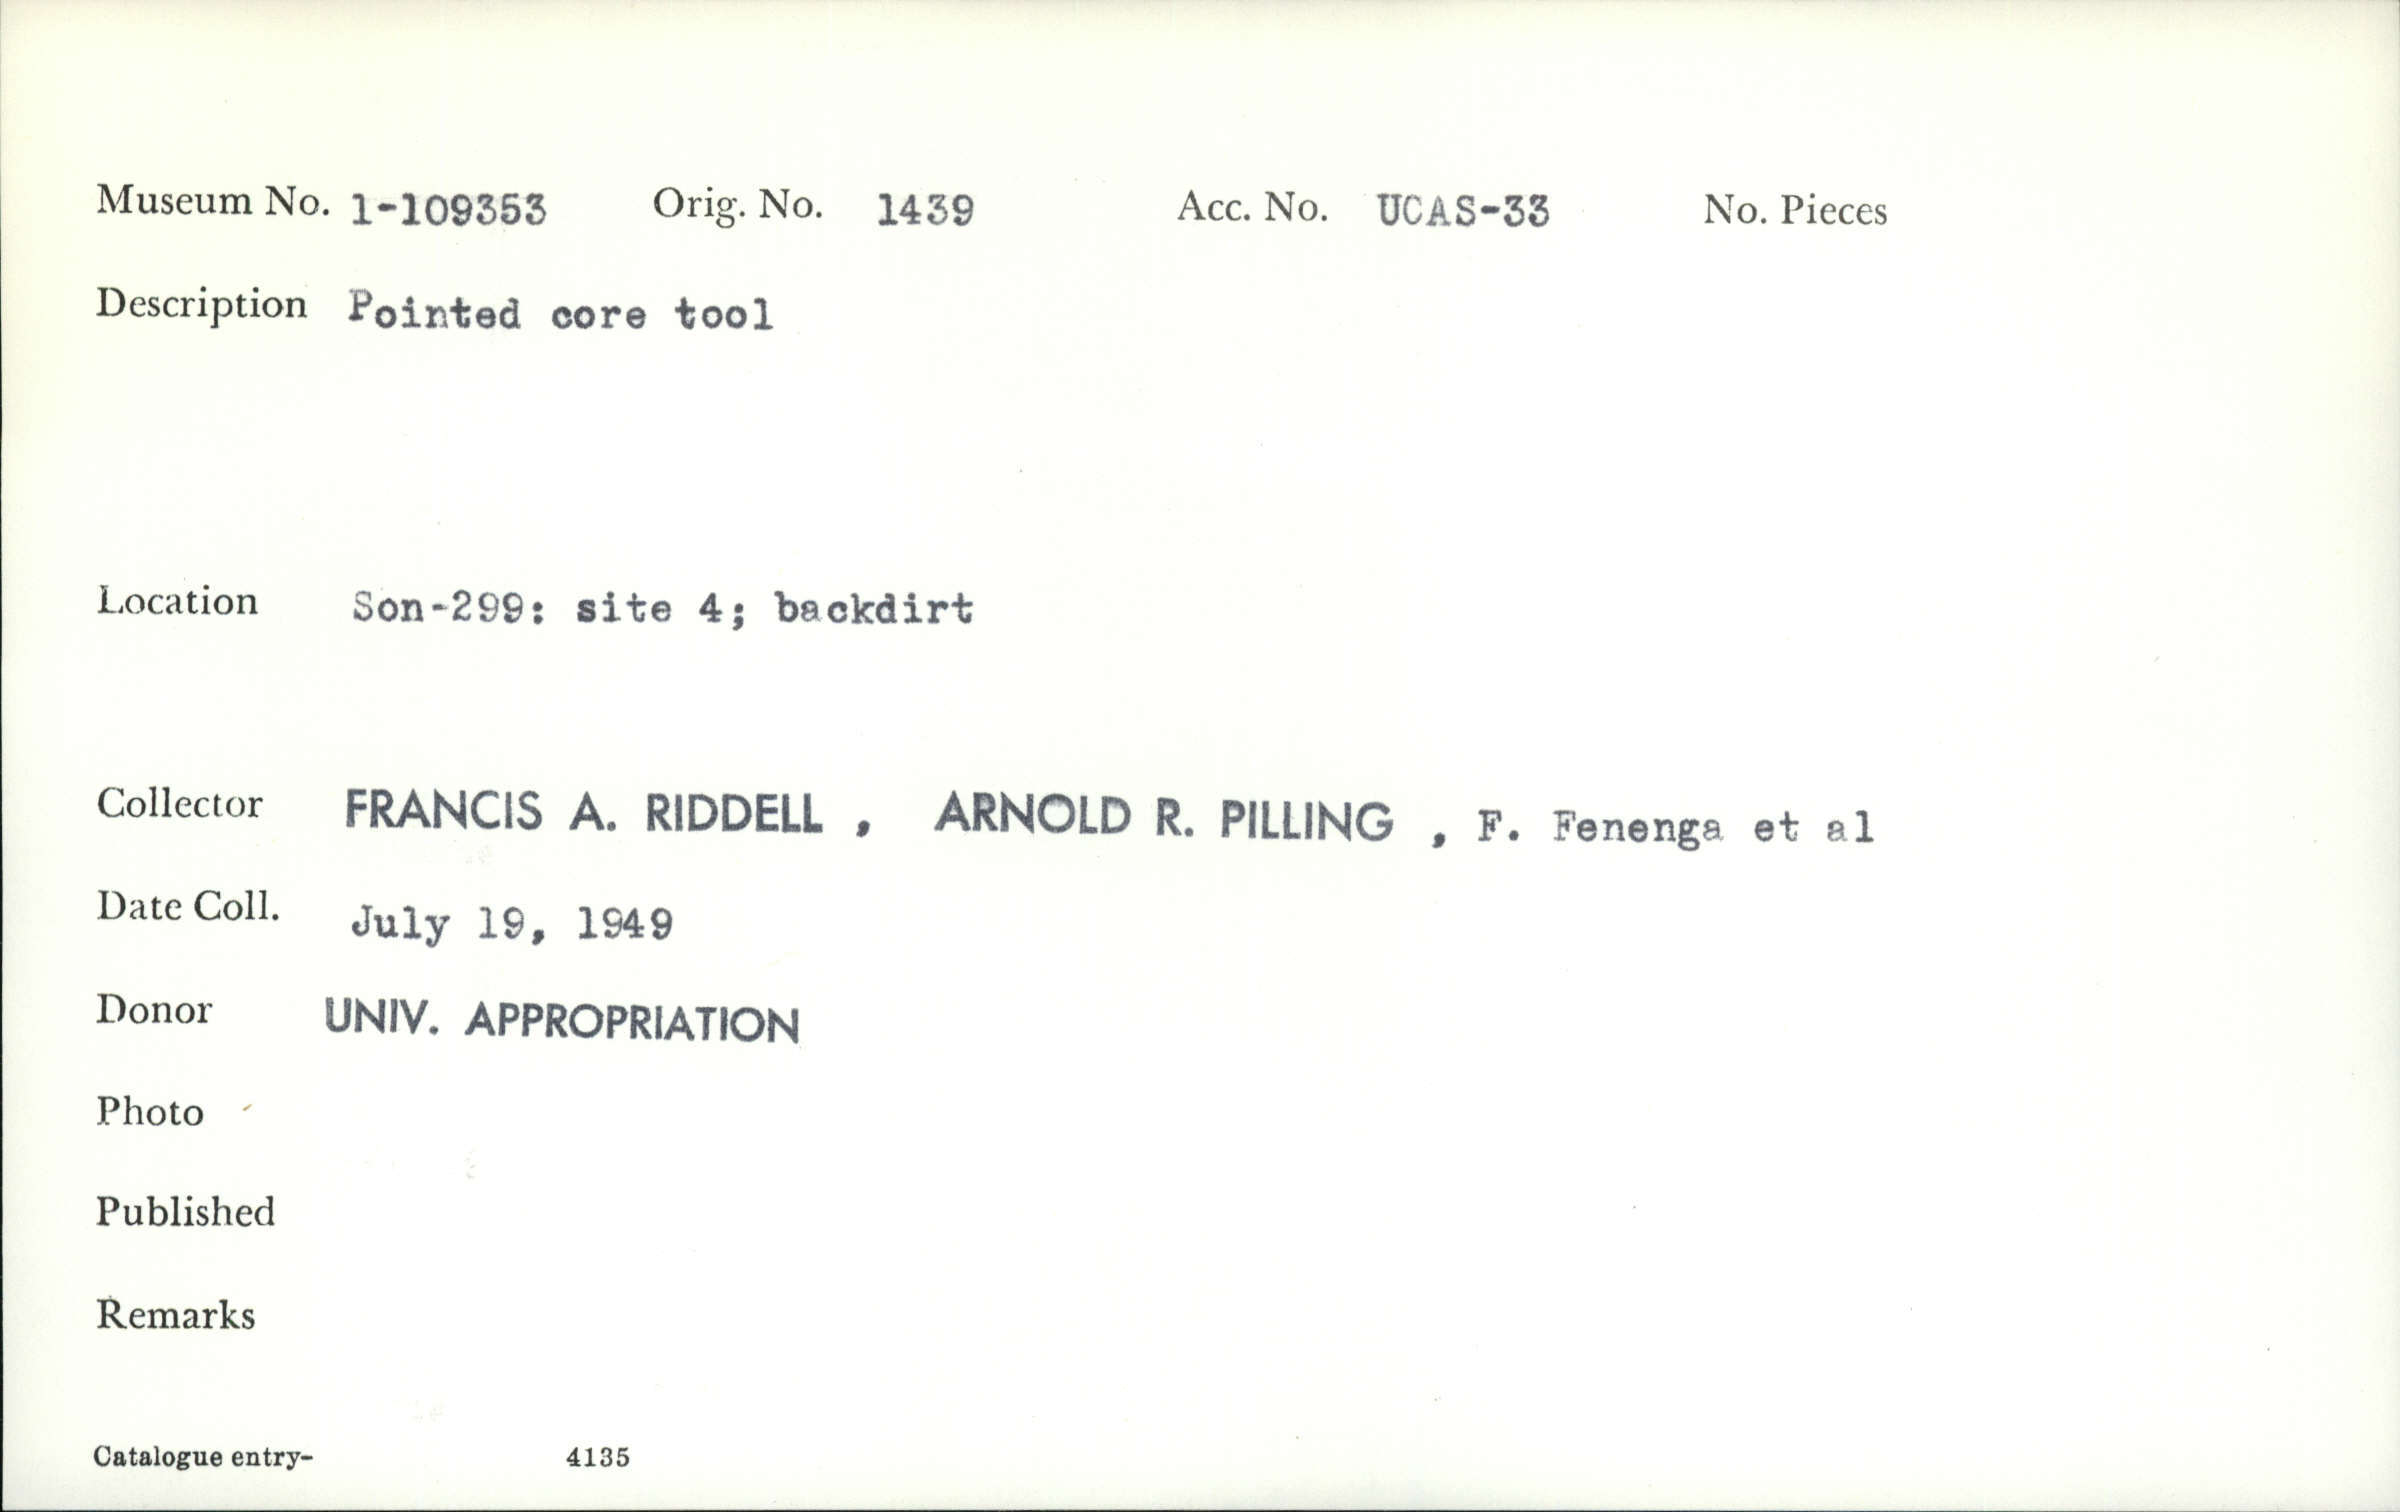 Museum No. 1-109353 Orig. No. 1439 Acc. No. UCAS-33 No. Pieces
Description Pointed core tool
Location Son-299: site 4; backdirt
Collector FRANCIS A. RIDDELL , ARNOLD R. PILLING , F. Fenenga et al
Date Coll. July 19, 1949
Donor UNIV. APPROPRIATION
Photo
Published
Remarks
Catalogue entry- 4135